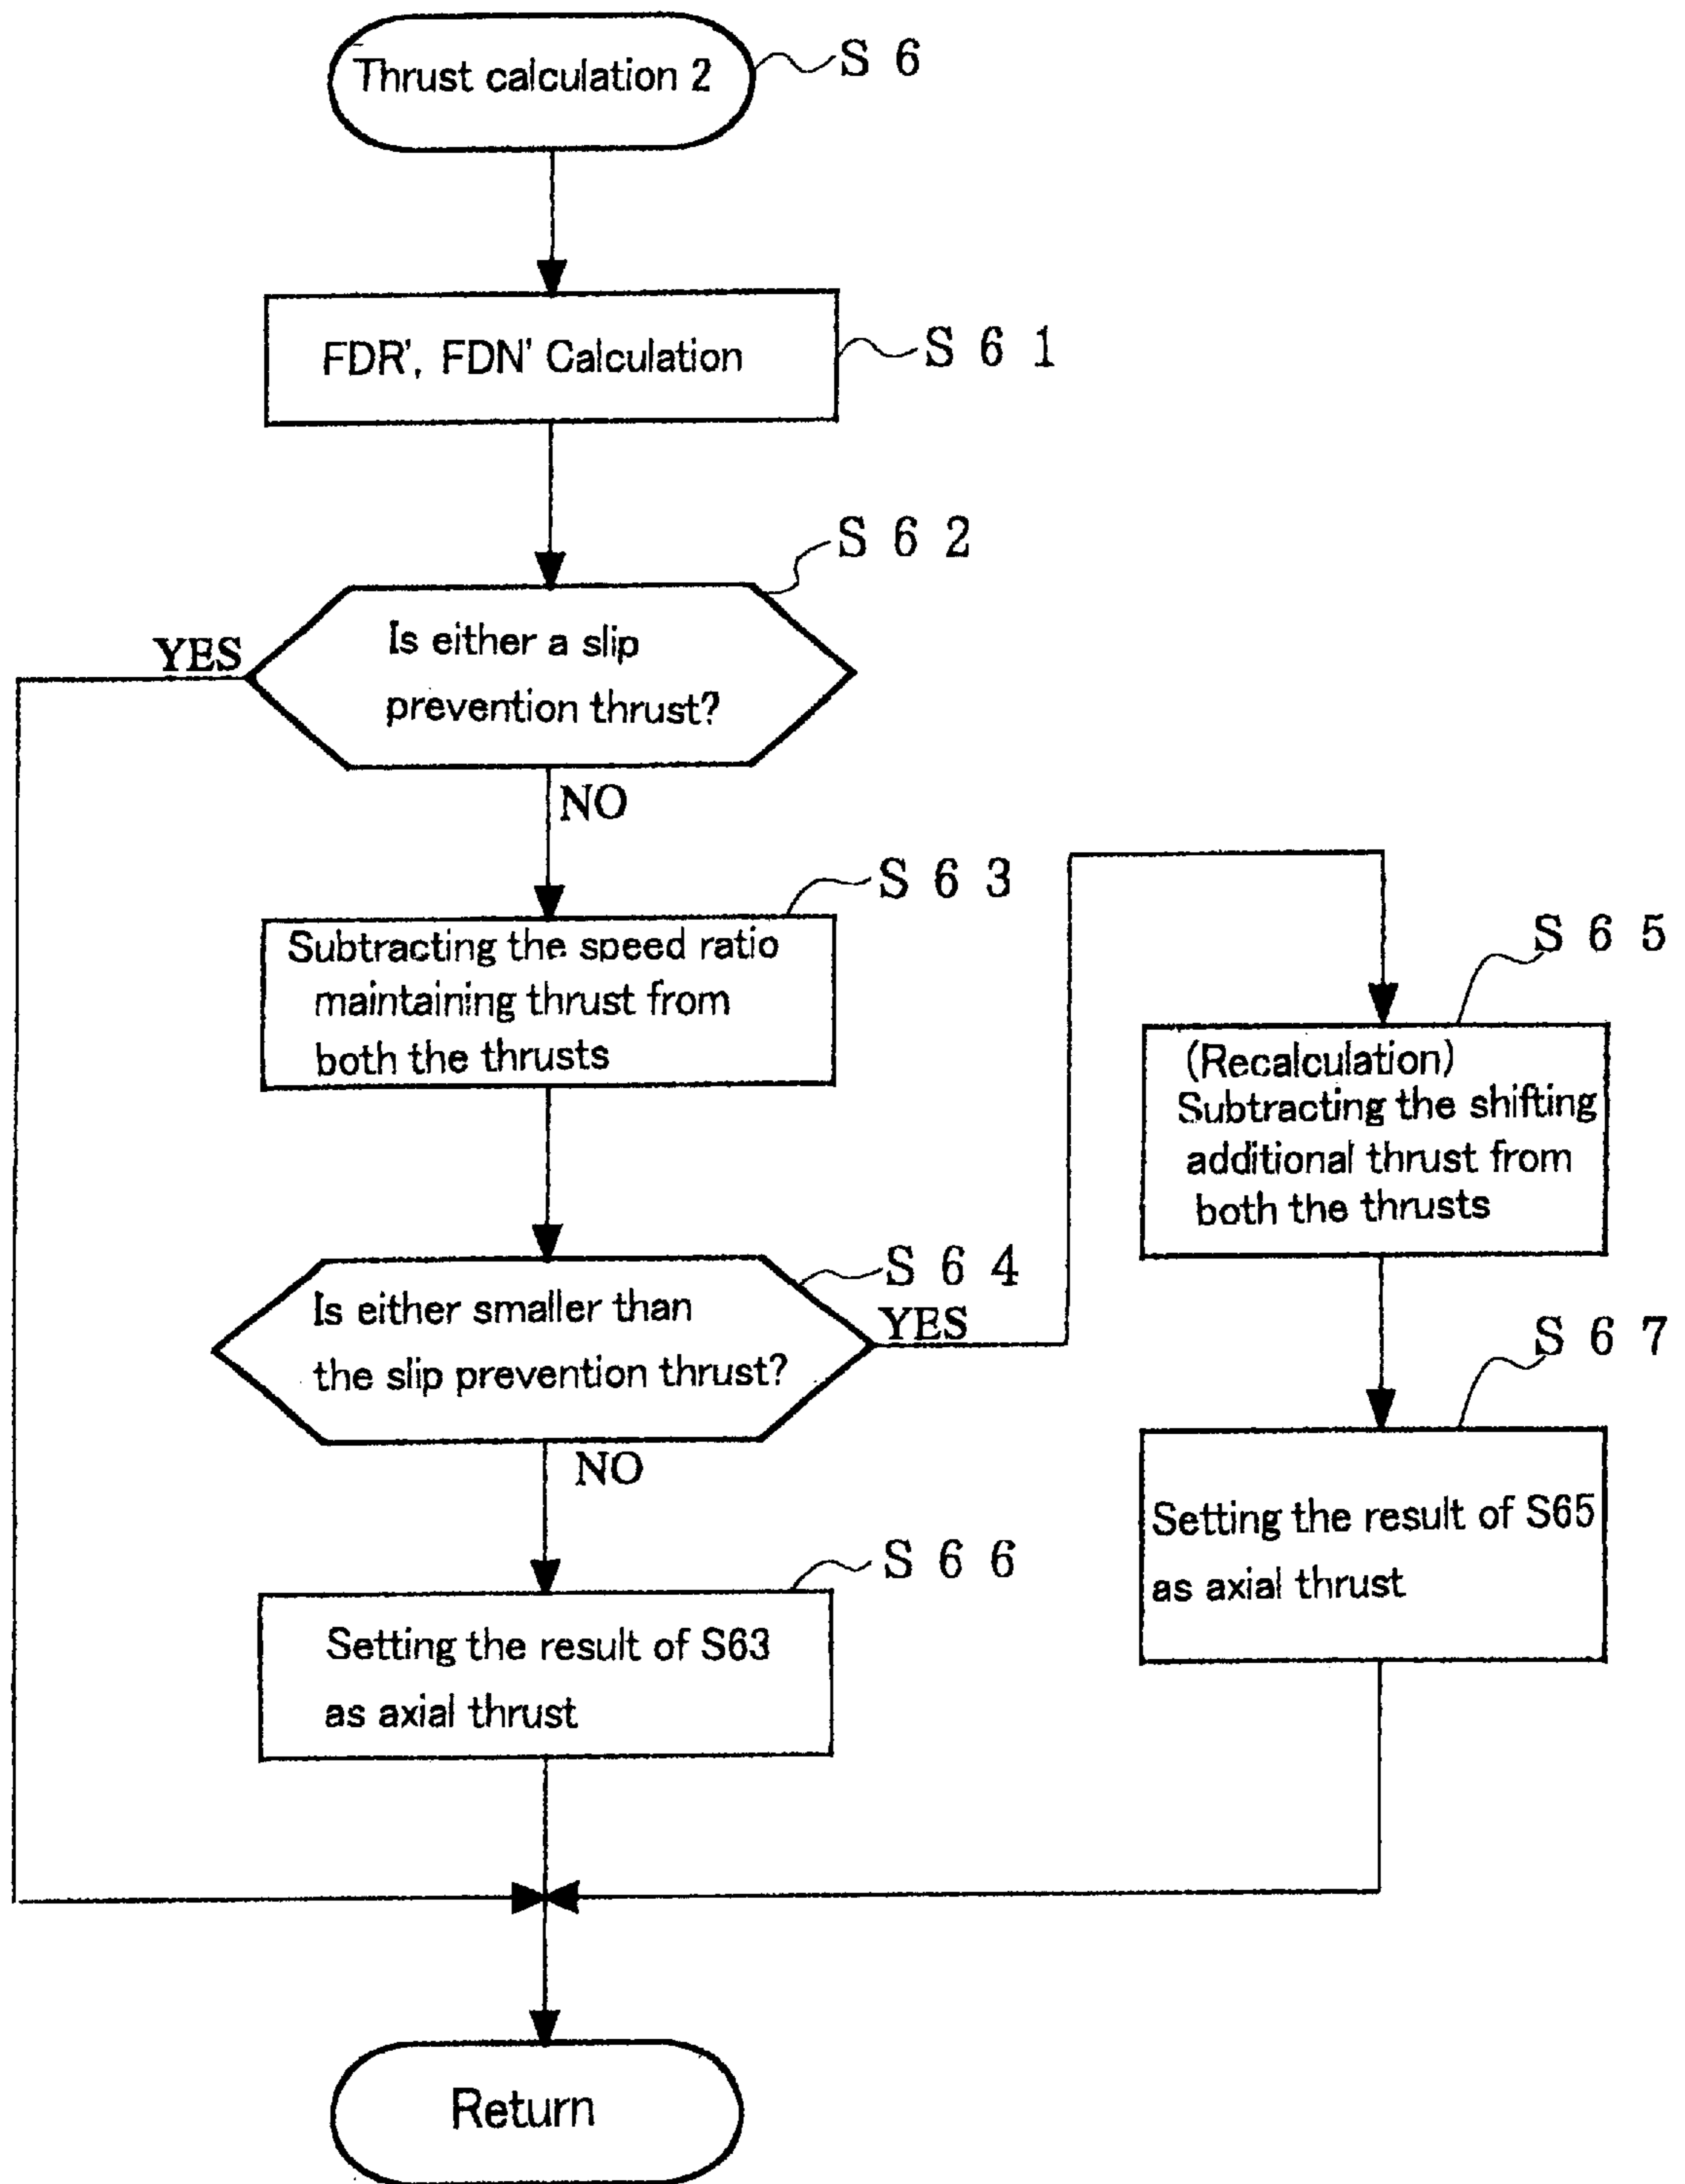 Thrust calculation 2
S 6
FDR', FDN' Calculation
S 6 1
S 6 2
Is either a slip
prevention thrust?
YES
NO
S 6 3
Subtracting the speed ratio
maintaining thrust from
both the thrusts
S 6 4
Is either smaller than
the slip prevention thrust?
YES
NO
S 6 5
(Recalculation)
Subtracting the shifting
additional thrust from
both the thrusts
S 6 7
Setting the result of S65
as axial thrust
S 6 6
Setting the result of S63
as axial thrust
Return